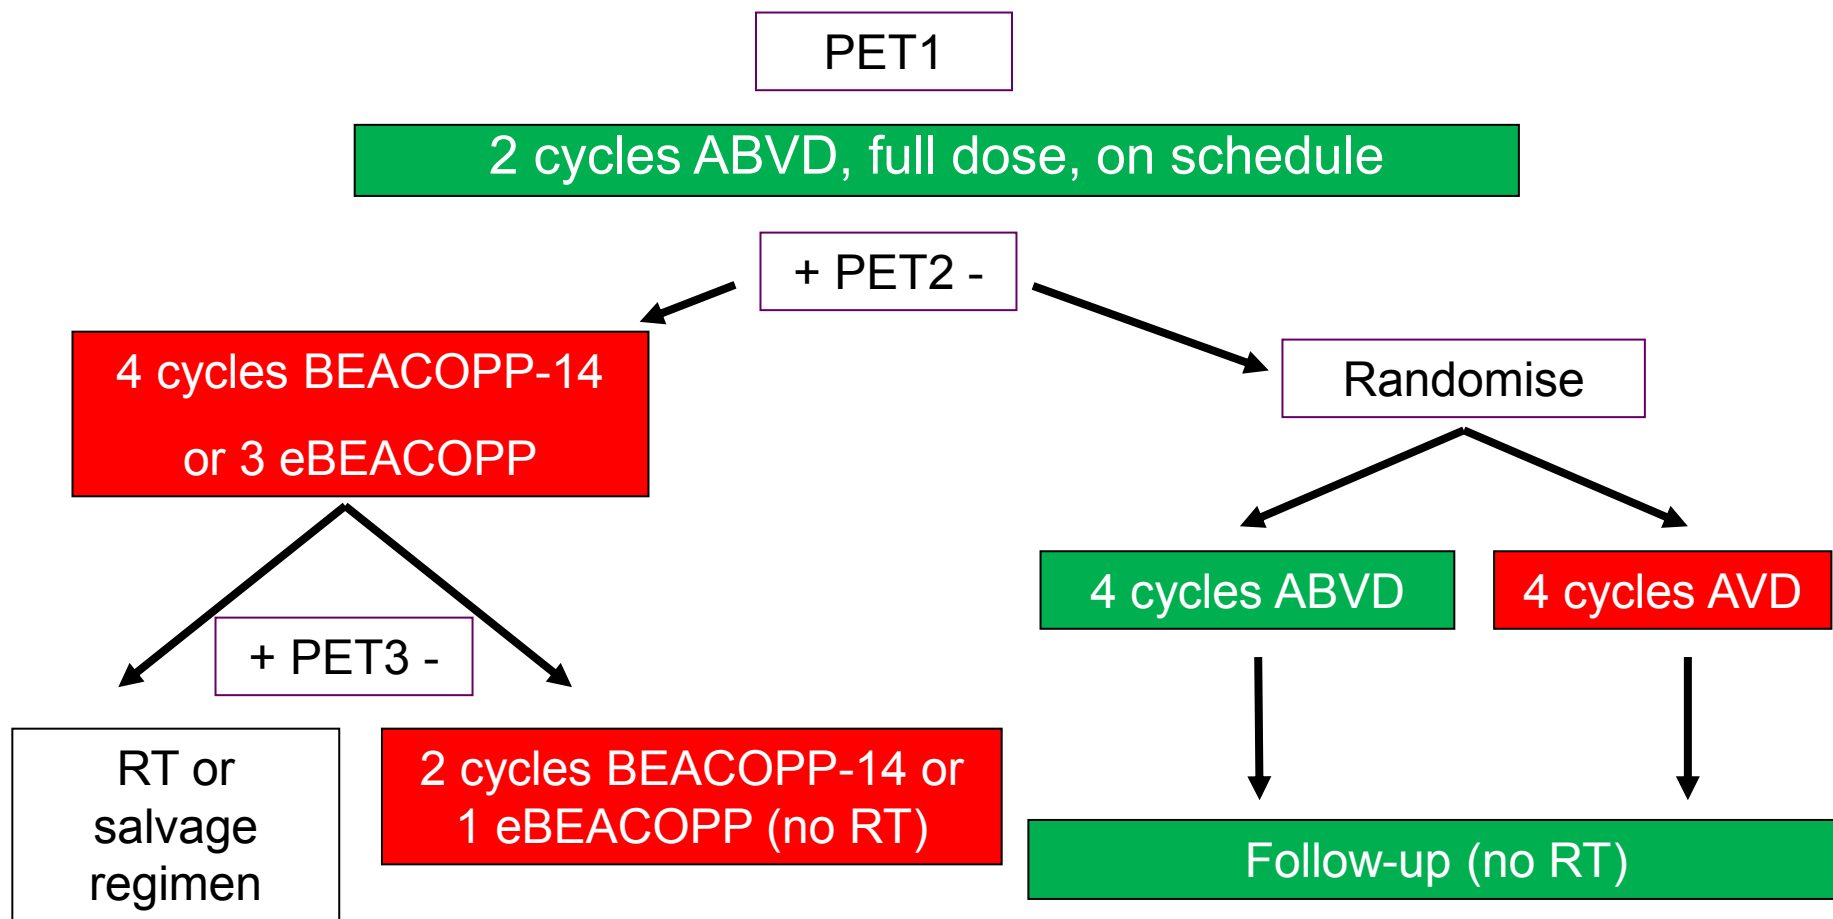 PET1
2 cycles ABVD, full dose, on schedule
+ PET2 -
4 cycles BEACOPP-14
or 3 eBEACOPP
Randomise
4 cycles ABVD
4 cycles AVD
+ PET3 -
RT or
salvage
regimen
2 cycles BEACOPP-14 or
1 eBEACOPP (no RT)
Follow-up (no RT)